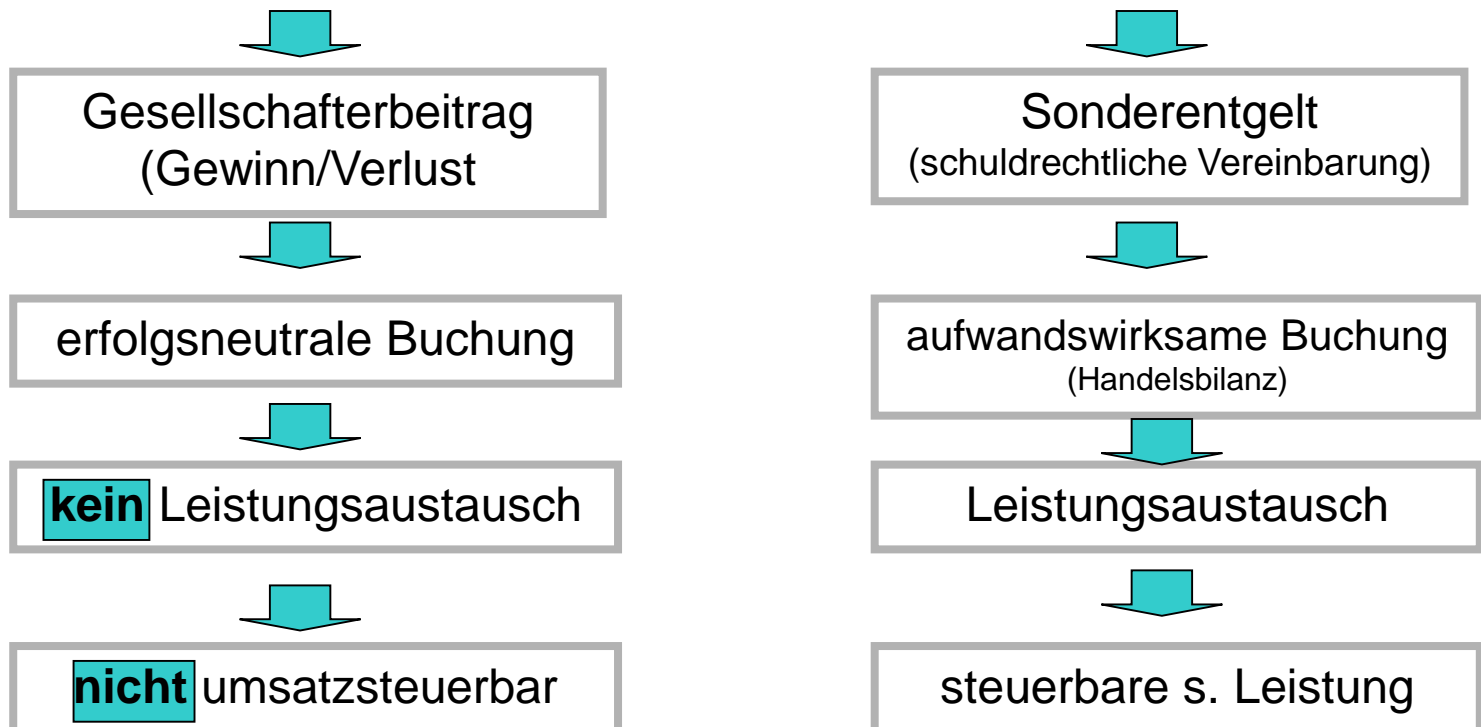 Gesellschafterbeitrag
(Gewinn/Verlust
erfolgsneutrale Buchung
kein Leistungsaustausch
nicht umsatzsteuerbar
Sonderentgelt
(schuldrechtliche Vereinbarung)
aufwandswirksame Buchung
(Handelsbilanz)
Leistungsaustausch
steuerbare s. Leistung